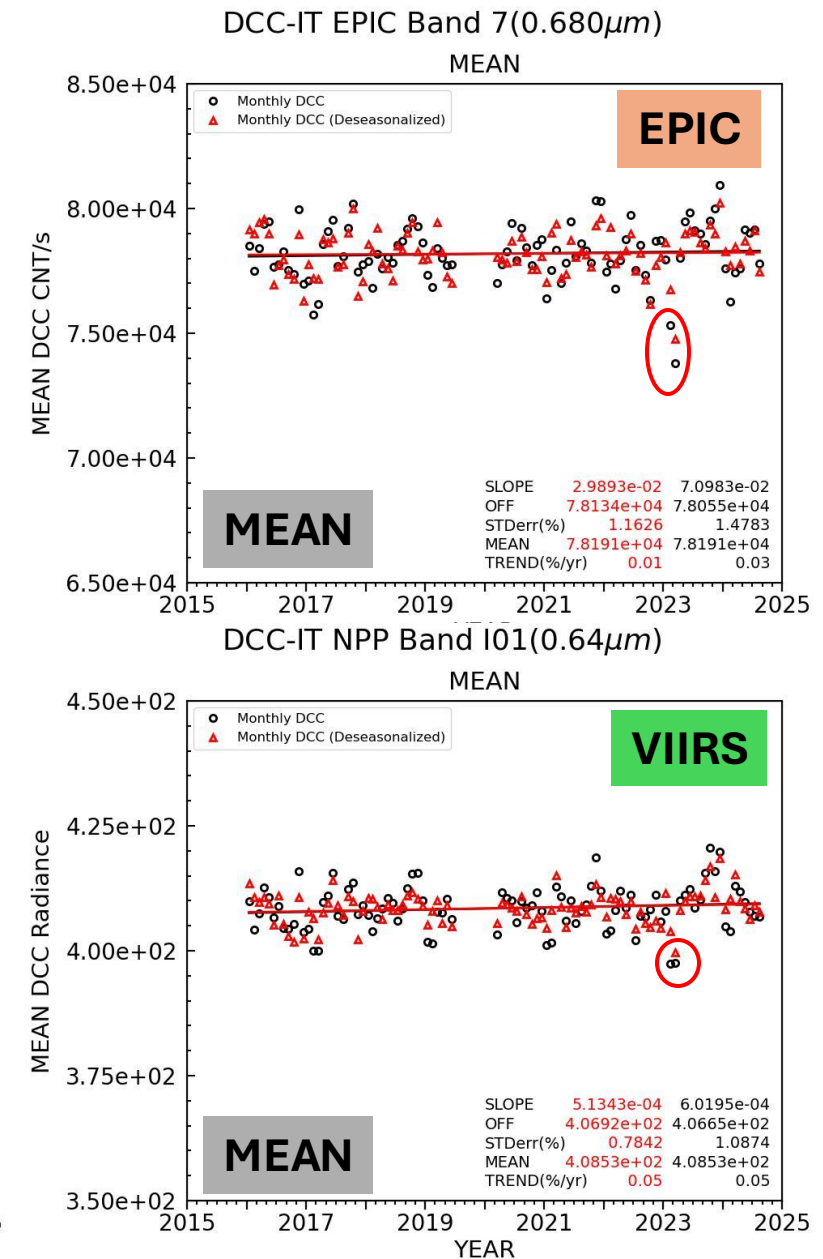 DCC-IT EPIC Band 7(0.680μm)
MEAN
8.50e+04
Monthly DCC
Monthly DCC (Deseasonalized)
EPIC
8.00e+04
MEAN DCC CNT/s
7.50e+04
7.00e+04
MEAN
SLOPE 2.9893e-02 7.0983e-02
OFF 7.8134e+04 7.8055e+04
STDerr(%) 1.1626 1.4783
MEAN 7.8191e+04 7.8191e+04
TREND(%/yr) 0.01 0.03
6.50e+04
2015 2017 2019 2021 2023 2025
DCC-IT NPP Band I01(0.64μm)
MEAN
4.50e+02
Monthly DCC
Monthly DCC (Deseasonalized)
VIIRS
4.25e+02
MEAN DCC Radiance
4.00e+02
3.75e+02
MEAN
SLOPE 5.1343e-04 6.0195e-04
OFF 4.0692e+02 4.0665e+02
STDerr(%) 0.7842 1.0874
MEAN 4.0853e+02 4.0853e+02
TREND(%/yr) 0.05 0.05
3.50e+02
2015 2017 2019 2021 2023 2025
YEAR